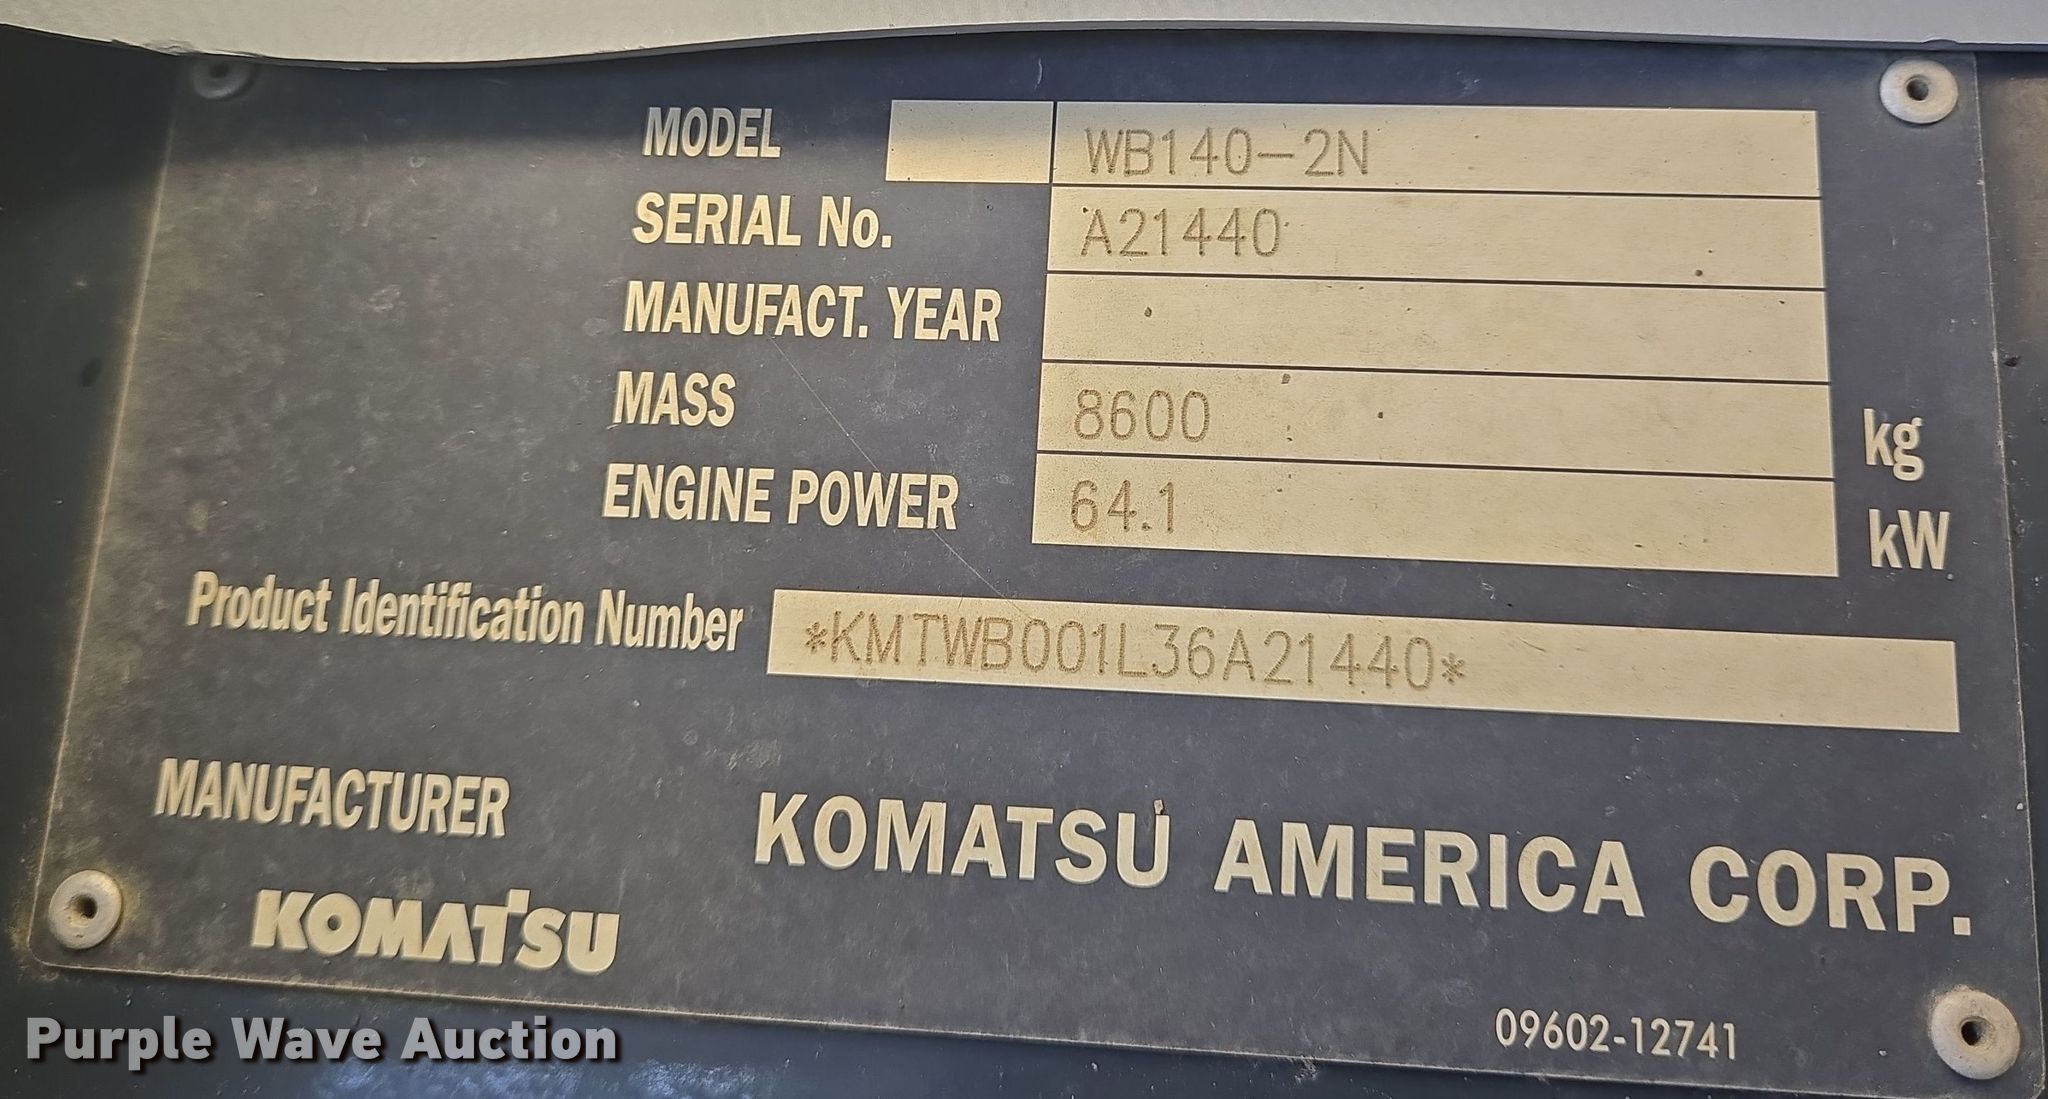 MODEL WB140-2N
SERIAL No. A21440
MANUFACT. YEAR
MASS 8600 kg
ENGINE POWER 64.1 kW
Product Identification Number *KMTWB001L36A21440*
MANUFACTURER
KOMATSU AMERICA CORP.
KOMATSU
09602-12741
Purple Wave Auction